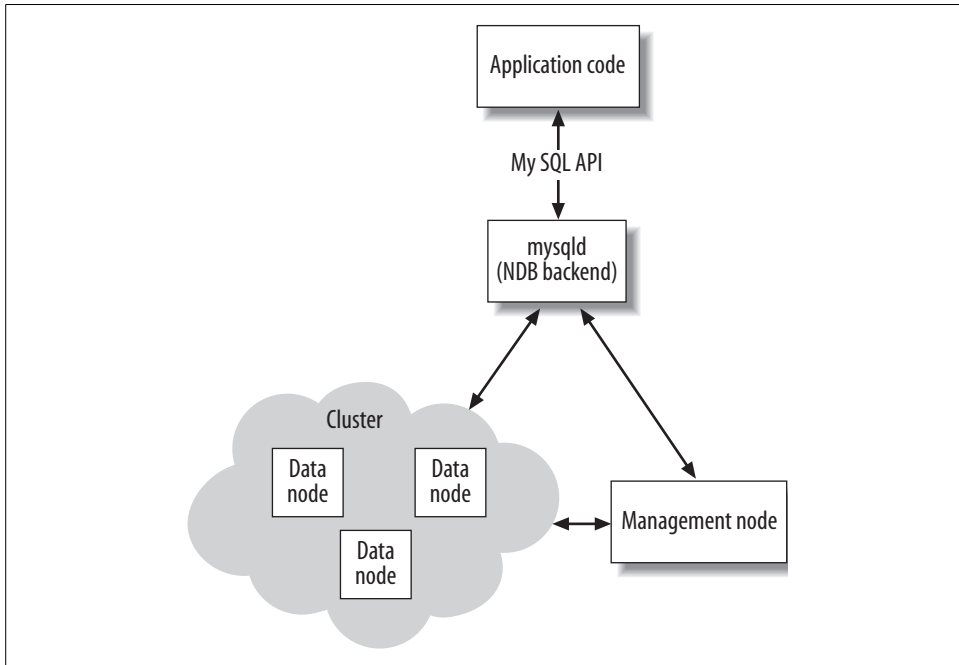 Application code
My SQL API
mysqld
(NDB backend)
Cluster
Data
node
Data
node
Data
node
Management node